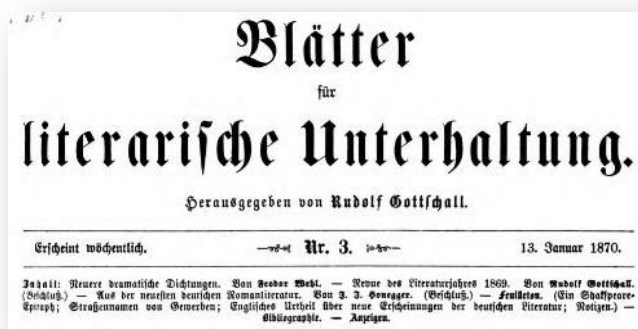 Blätter
für
literarische Unterhaltung.
Herausgegeben von Rudolf Gottschall.
Erscheint wöchentlich. Nr. 3. 13. Januar 1870.
Inhalt: Neuere dramatische Dichtungen. Von Feodor Wehl. — Revue des Literaturjahres 1869. Von Rudolf Gottschall.
(Beschluß.) — Aus der neuesten deutschen Romanliteratur. Von J. J. Honegger. (Beschluß.) — Feuilleton. (Ein Shakspeare-
Epitaph; Straßennamen von Gewerben; Englisches Urtheil über neue Erscheinungen der deutschen Literatur; Notizen.) —
Bibliographie. — Anzeigen.